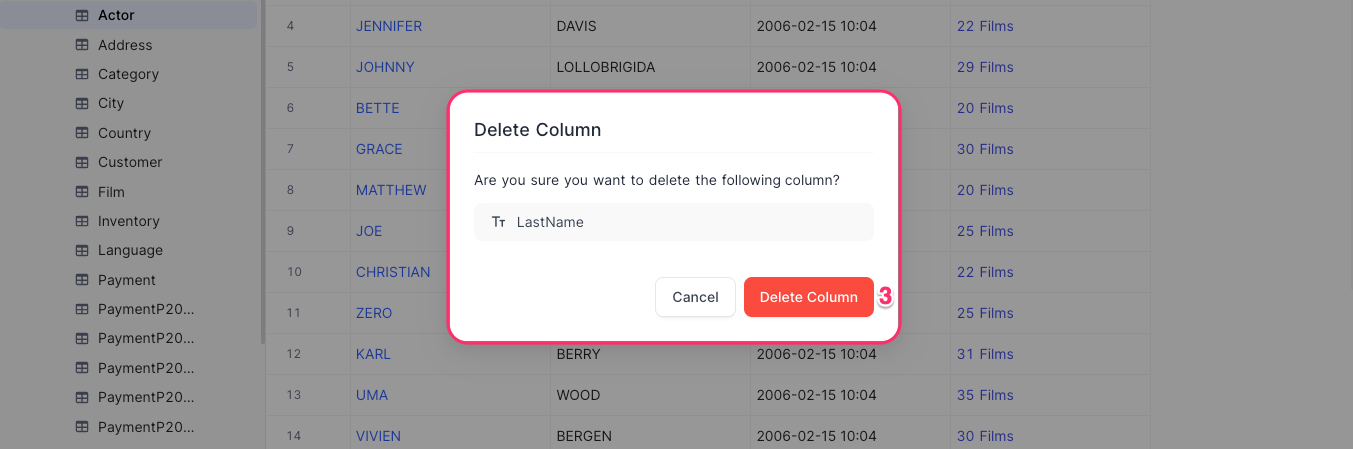 Actor
Address
Category
City
Country
Customer
Film
Inventory
Language
Payment
PaymentP20...
PaymentP20...
PaymentP20...
PaymentP20...
PaymentP20...
4 JENNIFER DAVIS 2006-02-15 10:04 22 Films
5 JOHNNY LOLLOBRIGIDA 2006-02-15 10:04 29 Films
6 BETTE 20 Films
7 GRACE 30 Films
8 MATTHEW 20 Films
9 JOE 25 Films
10 CHRISTIAN 22 Films
11 ZERO 25 Films
12 KARL BERRY 2006-02-15 10:04 31 Films
13 UMA WOOD 2006-02-15 10:04 35 Films
14 VIVIEN BERGEN 2006-02-15 10:04 30 Films
Delete Column
Are you sure you want to delete the following column?
LastName
Cancel Delete Column 3